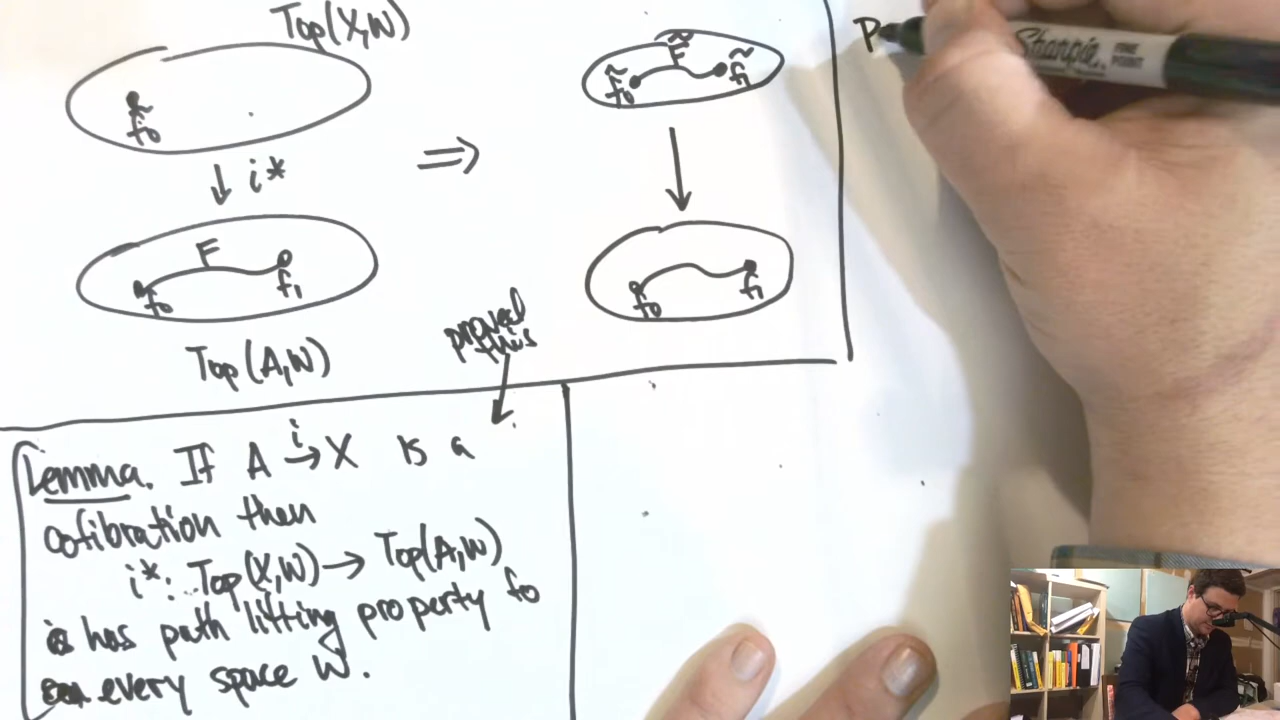 Top(X,W)
f̃₀
↓ i*
F
f₀ f₁
Top(A,W)
⇒
F̃
f̃₀ f̃₁
f₀ f₁
P
Sharpie. FINE POINT
proved
this
Lemma. If A →ⁱ X is a
cofibration then
i*: Top(X,W) → Top(A,W)
has path lifting property fo
every space W.